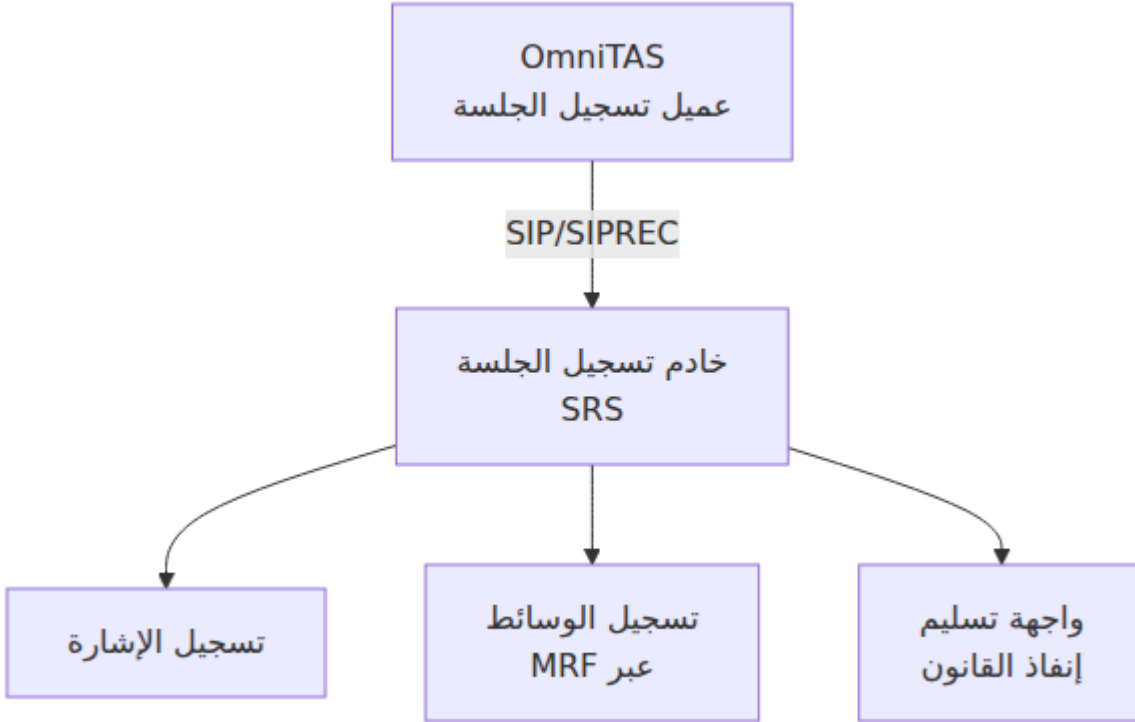 OmniTAS
عميل تسجيل الجلسة
SIP/SIPREC
خادم تسجيل الجلسة
SRS
تسجيل الإشارة
تسجيل الوسائط
عبر MRF
واجهة تسليم
إنفاذ القانون